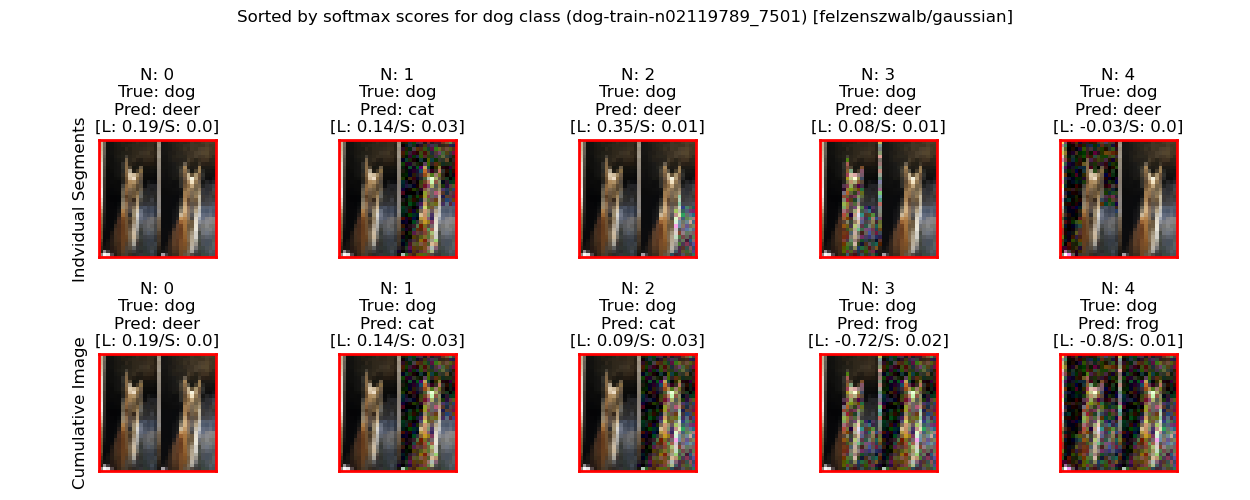 Sorted by softmax scores for dog class (dog-train-n02119789_7501) [felzenszwalb/gaussian]
Indvidual Segments
N: 0
True: dog
Pred: deer
[L: 0.19/S: 0.0]
N: 1
True: dog
Pred: cat
[L: 0.14/S: 0.03]
N: 2
True: dog
Pred: deer
[L: 0.35/S: 0.01]
N: 3
True: dog
Pred: deer
[L: 0.08/S: 0.01]
N: 4
True: dog
Pred: deer
[L: -0.03/S: 0.0]
Cumulative Image
N: 0
True: dog
Pred: deer
[L: 0.19/S: 0.0]
N: 1
True: dog
Pred: cat
[L: 0.14/S: 0.03]
N: 2
True: dog
Pred: cat
[L: 0.09/S: 0.03]
N: 3
True: dog
Pred: frog
[L: -0.72/S: 0.02]
N: 4
True: dog
Pred: frog
[L: -0.8/S: 0.01]